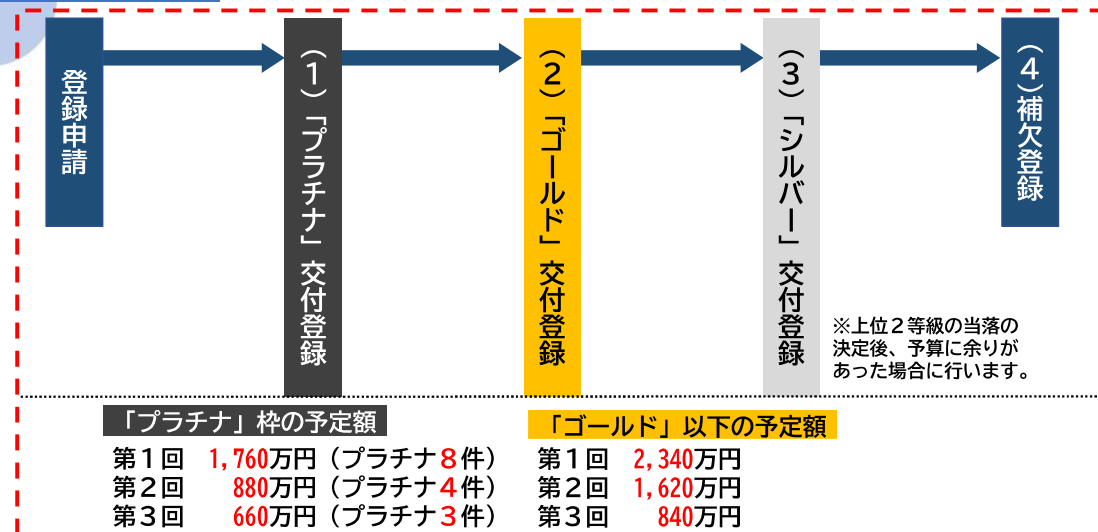 登録申請
（１）「プラチナ」交付登録
（２）「ゴールド」交付登録
（３）「シルバー」交付登録
（４）補欠登録
※上位２等級の当落の
決定後、予算に余りが
あった場合に行います。
「プラチナ」枠の予定額
第１回 1,760万円（プラチナ８件）
第２回 880万円（プラチナ４件）
第３回 660万円（プラチナ３件）
「ゴールド」以下の予定額
第１回 2,340万円
第２回 1,620万円
第３回 840万円